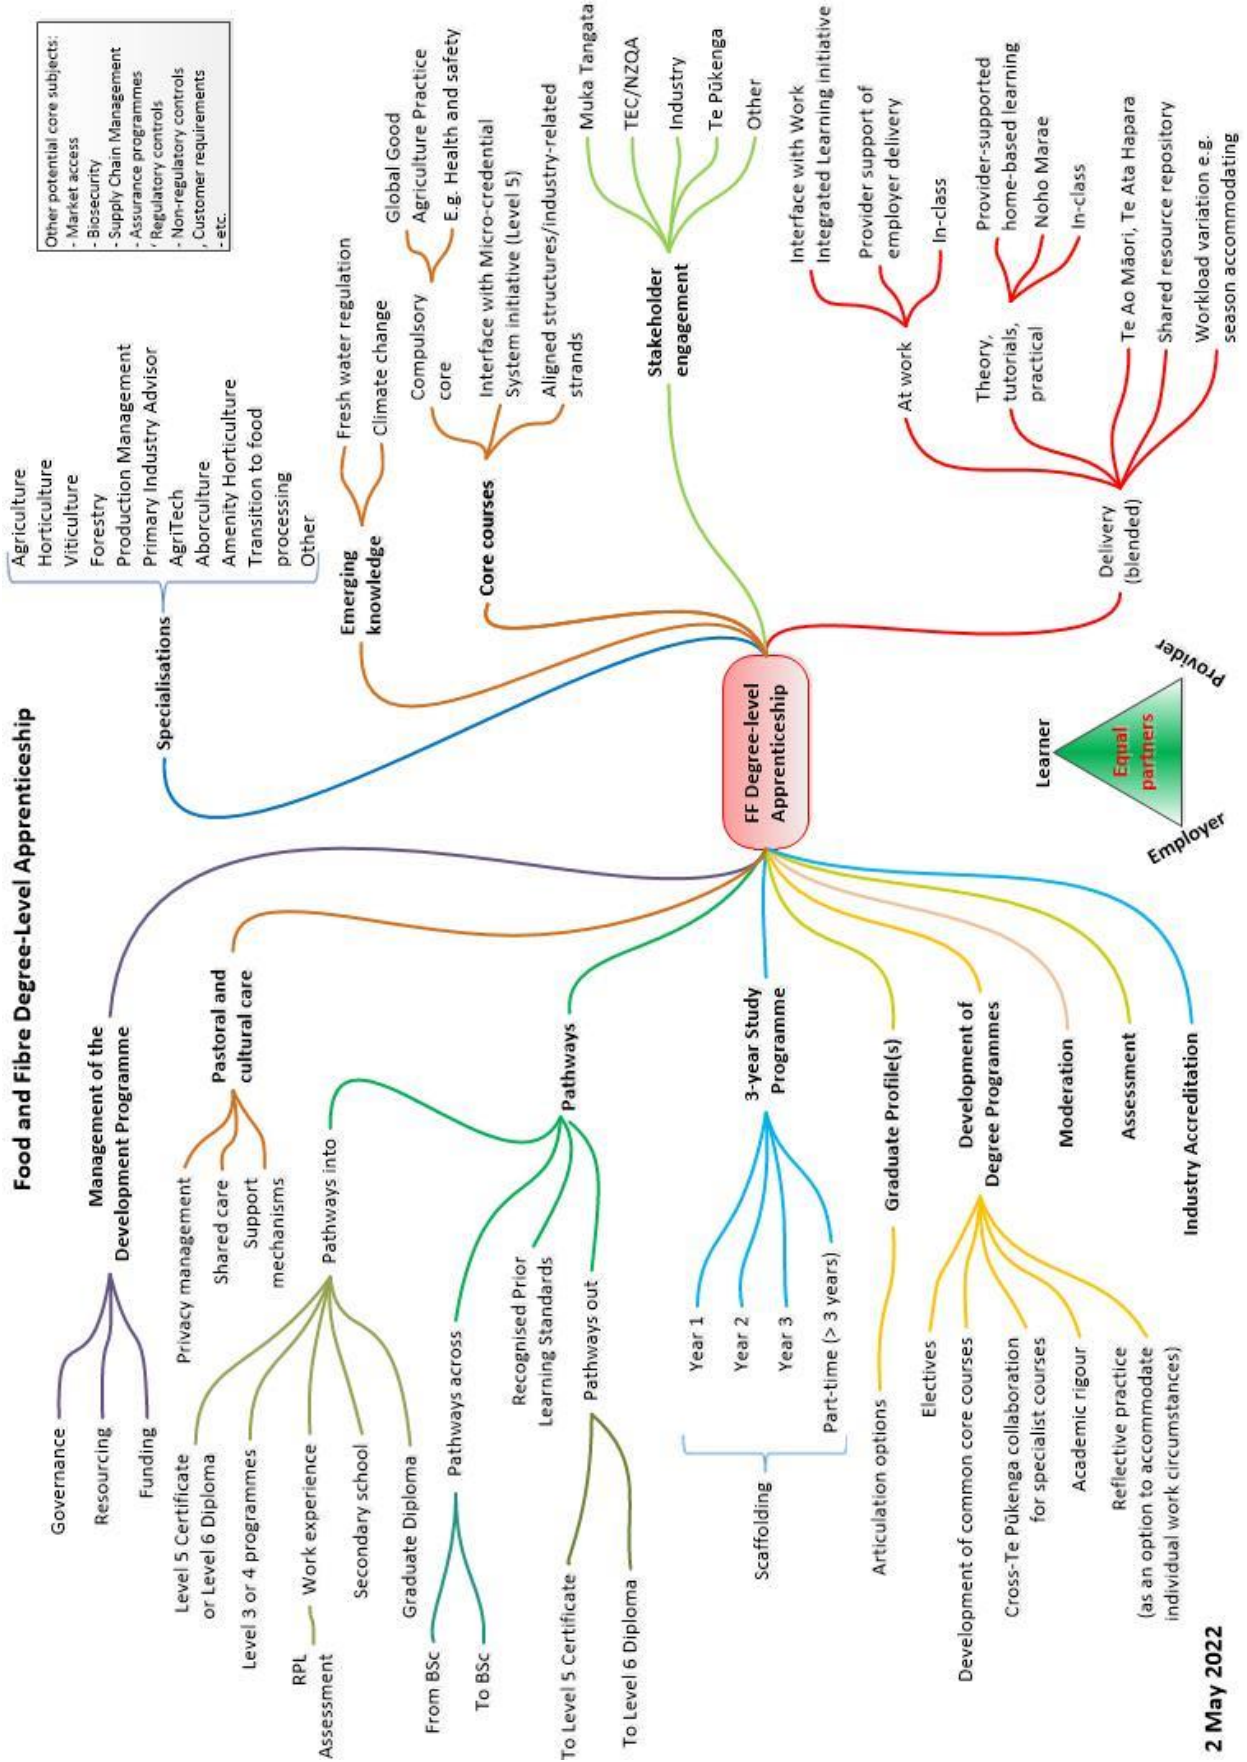 Food and Fibre Degree-Level Apprenticeship
Other potential core subjects:
- Market access
- Biosecurity
- Supply Chain Management
- Assurance programmes
' Regulatory controls
- Non-regulatory controls
, Customer requirements
- etc.
Management of the
Development Programme
Governance
Resourcing
Funding
Pastoral and
cultural care
Privacy management
Shared care
Support
mechanisms
Pathways
Pathways into
Level 5 Certificate
or Level 6 Diploma
Level 3 or 4 programmes
Work experience
RPL
Assessment
Secondary school
Graduate Diploma
Pathways across
From BSc
To BSc
Recognised Prior
Learning Standards
Pathways out
To Level 5 Certificate
To Level 6 Diploma
3-year Study
Programme
Year 1
Year 2
Year 3
Part-time (> 3 years)
Scaffolding
Graduate Profile(s)
Articulation options
Development of
Degree Programmes
Electives
Development of common core courses
Cross-Te Pūkenga collaboration
for specialist courses
Academic rigour
Reflective practice
(as an option to accommodate
individual work circumstances)
Moderation
Assessment
Industry Accreditation
FF Degree-level
Apprenticeship
Specialisations
Agriculture
Horticulture
Viticulture
Forestry
Production Management
Primary Industry Advisor
AgriTech
Aborculture
Amenity Horticulture
Transition to food
processing
Other
Emerging
knowledge
Fresh water regulation
Climate change
Core courses
Compulsory
core
Global Good
Agriculture Practice
E.g. Health and safety
Interface with Micro-credential
System initiative (Level 5)
Aligned structures/industry-related
strands
Stakeholder
engagement
Muka Tangata
TEC/NZQA
Industry
Te Pūkenga
Other
Delivery
(blended)
At work
Interface with Work
Integrated Learning initiative
Provider support of
employer delivery
In-class
Theory,
tutorials,
practical
Provider-supported
home-based learning
Noho Marae
In-class
Te Ao Māori, Te Ata Hapara
Shared resource repository
Workload variation e.g.
season accommodating
Learner
Equal
partners
Employer
Provider
2 May 2022